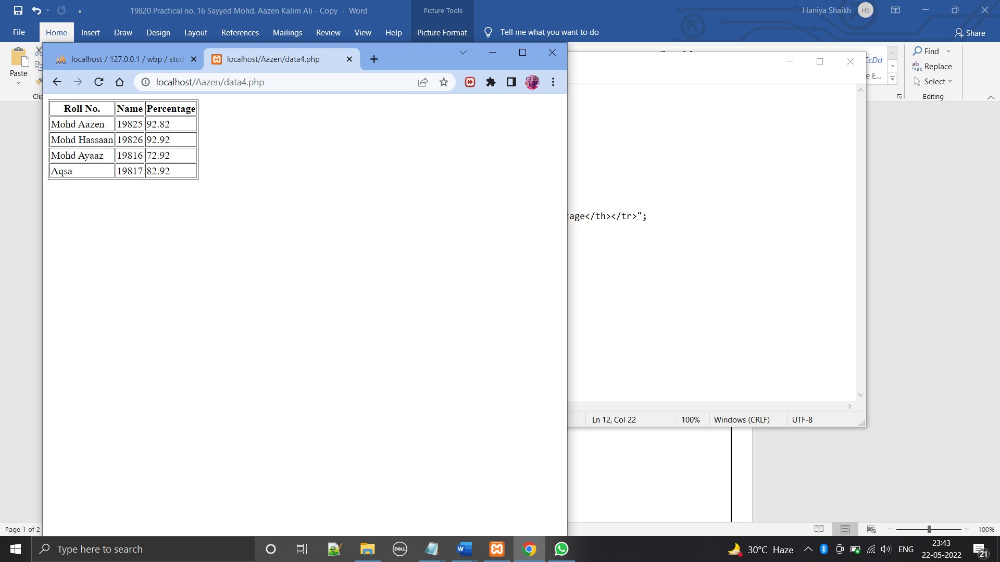 19820 Practical no. 16 Sayyed Mohd. Aazen Kalim Ali - Copy - Word
Picture Tools
Haniya Shaikh
HS
File
Home
Insert
Draw
Design
Layout
References
Mailings
Review
View
Help
Picture Format
Tell me what you want to do
Share
Paste
Clip
localhost / 127.0.0.1 / wbp / stud
localhost/Aazen/data4.php
localhost/Aazen/data4.php
CcDd
e E...
Find
Replace
Select
Editing
Roll No. Name Percentage
Mohd Aazen 19825 92.82
Mohd Hassaan 19826 92.92
Mohd Ayaaz 19816 72.92
Aqsa 19817 82.92
tage</th></tr>";
Ln 12, Col 22
100%
Windows (CRLF)
UTF-8
Page 1 of 2
100%
Type here to search
DELL
30°C Haze
ENG
23:43
22-05-2022
21